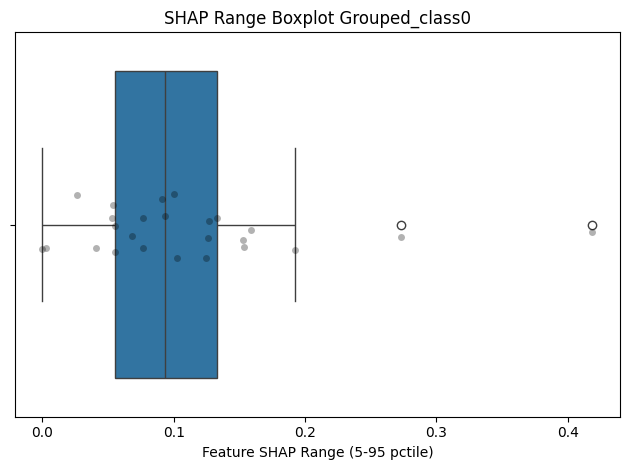 SHAP Range Boxplot Grouped_class0
0.0 0.1 0.2 0.3 0.4
Feature SHAP Range (5-95 pctile)